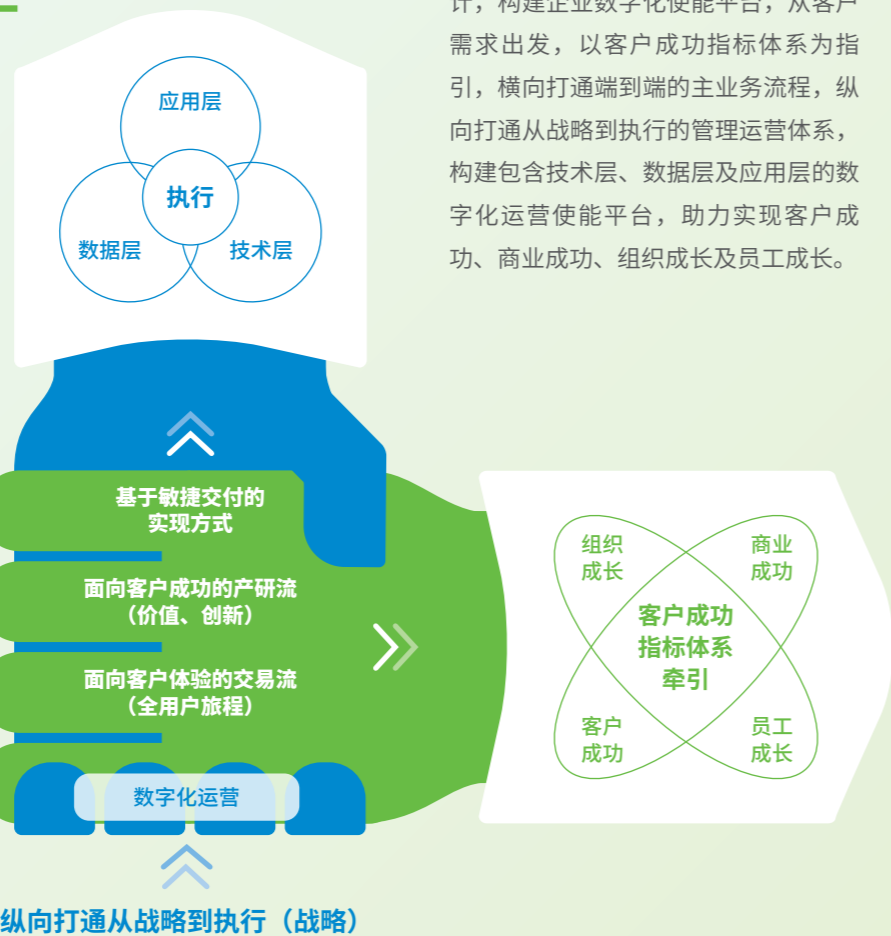 计，构建企业数字化使能平台，从客户
需求出发，以客户成功指标体系为指
引，横向打通端到端的主业务流程，纵
向打通从战略到执行的管理运营体系，
构建包含技术层、数据层及应用层的数
字化运营使能平台，助力实现客户成
功、商业成功、组织成长及员工成长。
应用层
执行
数据层
技术层
基于敏捷交付的
实现方式
面向客户成功的产研流
（价值、创新）
面向客户体验的交易流
（全用户旅程）
数字化运营
组织
成长
商业
成功
客户成功
指标体系
牵引
客户
成功
员工
成长
纵向打通从战略到执行（战略）